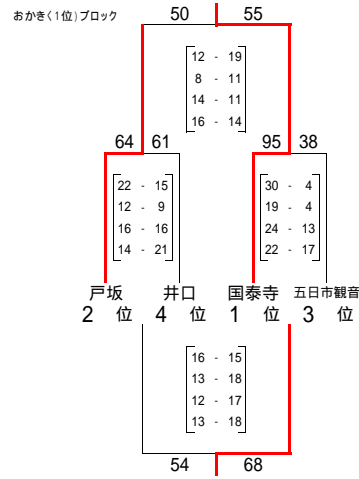 おかき(1位)ブロック
50 55
12 - 19
8 - 11
14 - 11
16 - 14
64 61 95 38
22 - 15 30 - 4
12 - 9 19 - 4
16 - 16 24 - 13
14 - 21 22 - 17
戸坂 井口 国泰寺 五日市観音
2 位 4 位 1 位 3 位
16 - 15
13 - 18
12 - 17
13 - 18
54 68